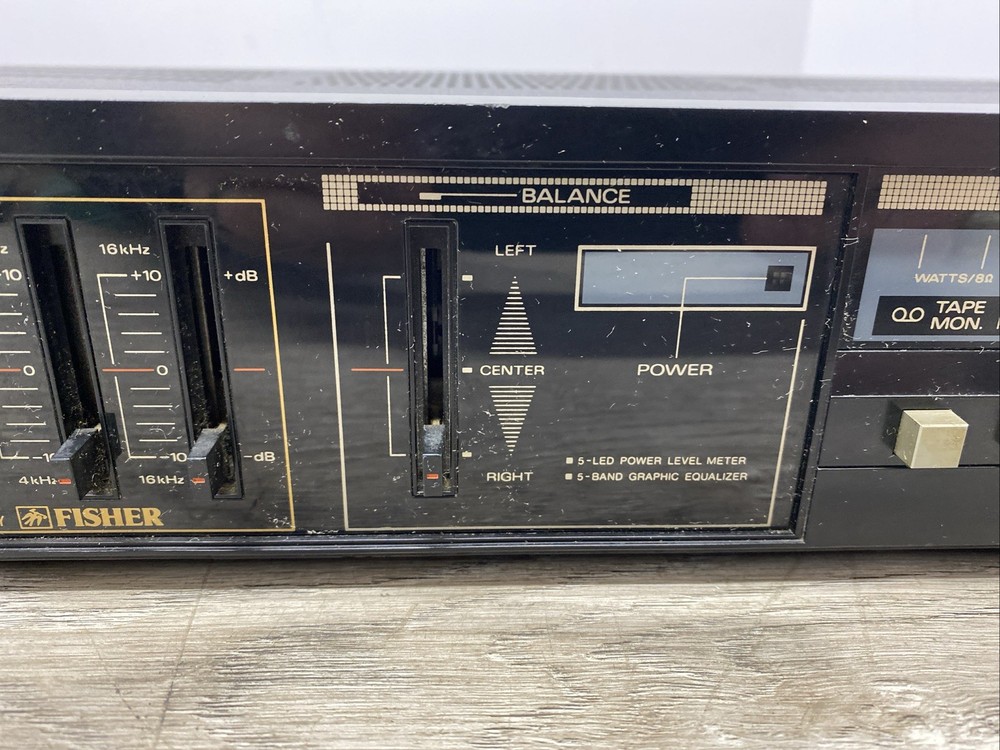 BALANCE
16kHz
+10
+dB
0
-10
-dB
+10
0
-10
4kHz
16kHz
FISHER
LEFT
CENTER
RIGHT
POWER
5-LED POWER LEVEL METER
5-BAND GRAPHIC EQUALIZER
WATTS/8Ω
TAPE
MON.